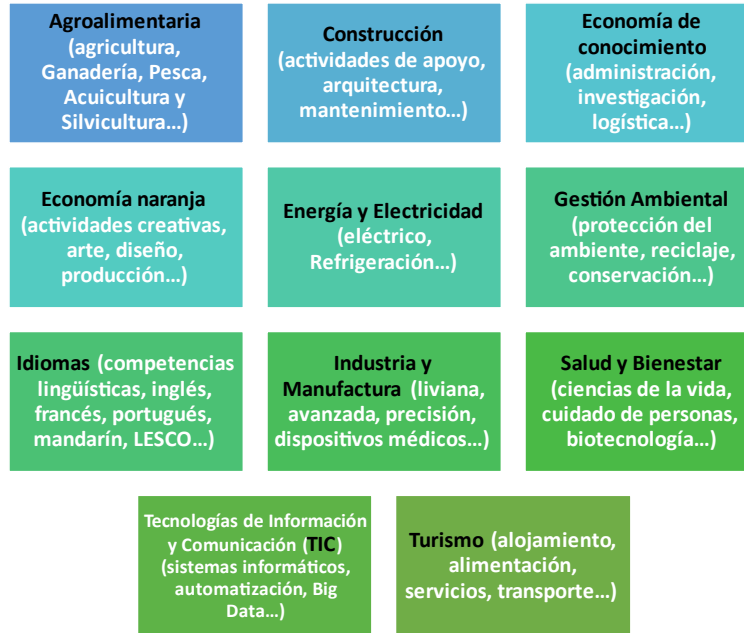 Agroalimentaria
(agricultura,
Ganadería, Pesca,
Acuicultura y
Silvicultura...)
Construcción
(actividades de apoyo,
arquitectura,
mantenimiento...)
Economía de
conocimiento
(administración,
investigación,
logística...)
Economía naranja
(actividades creativas,
arte, diseño,
producción...)
Energía y Electricidad
(eléctrico,
Refrigeración...)
Gestión Ambiental
(protección del
ambiente, reciclaje,
conservación...)
Idiomas (competencias
lingüísticas, inglés,
francés, portugués,
mandarín, LESCO...)
Industria y
Manufactura (liviana,
avanzada, precisión,
dispositivos médicos...)
Salud y Bienestar
(ciencias de la vida,
cuidado de personas,
biotecnología...)
Tecnologías de Información
y Comunicación (TIC)
(sistemas informáticos,
automatización, Big
Data...)
Turismo (alojamiento,
alimentación,
servicios, transporte...)